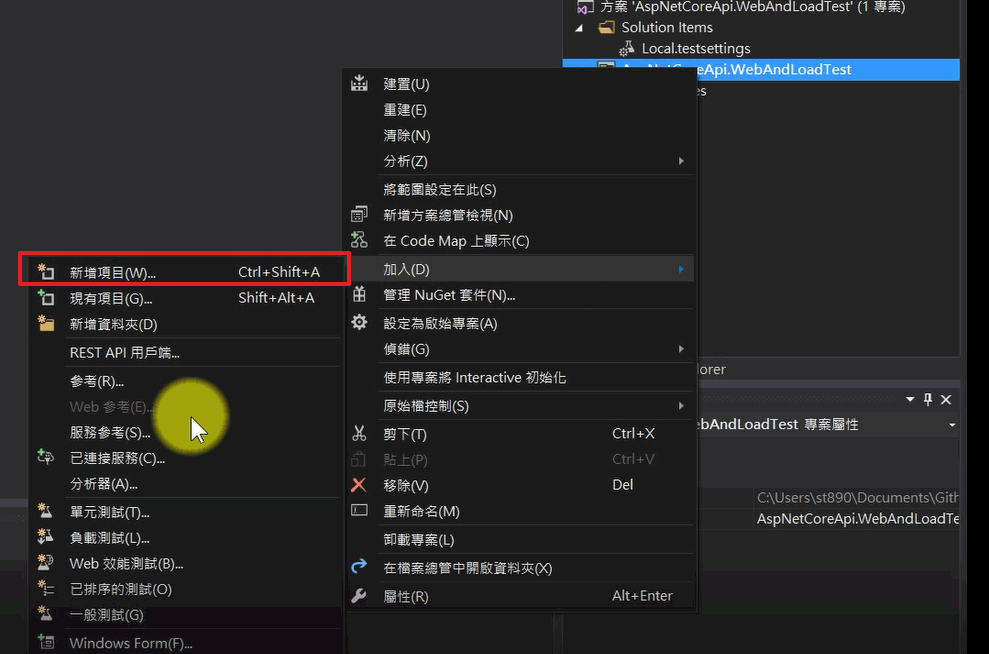 方案 'AspNetCoreApi.WebAndLoadTest' (1 專案)
Solution Items
Local.testsettings
AspNetCoreApi.WebAndLoadTest
es
建置(U)
重建(E)
清除(N)
分析(Z)
將範圍設定在此(S)
新增方案總管檢視(N)
在 Code Map 上顯示(C)
加入(D)
管理 NuGet 套件(N)...
設定為啟始專案(A)
偵錯(G)
使用專案將 Interactive 初始化
原始檔控制(S)
剪下(T) Ctrl+X
貼上(P) Ctrl+V
移除(V) Del
重新命名(M)
卸載專案(L)
在檔案總管中開啟資料夾(X)
屬性(R) Alt+Enter
新增項目(W)... Ctrl+Shift+A
現有項目(G)... Shift+Alt+A
新增資料夾(D)
REST API 用戶端...
參考(R)...
Web 參考(E)...
服務參考(S)...
已連接服務(C)...
分析器(A)...
單元測試(T)...
負載測試(L)...
Web 效能測試(B)...
已排序的測試(O)
一般測試(G)
Windows Form(F)...
lorer
ebAndLoadTest 專案屬性
C:\Users\st890\Documents\Gith
AspNetCoreApi.WebAndLoadTe